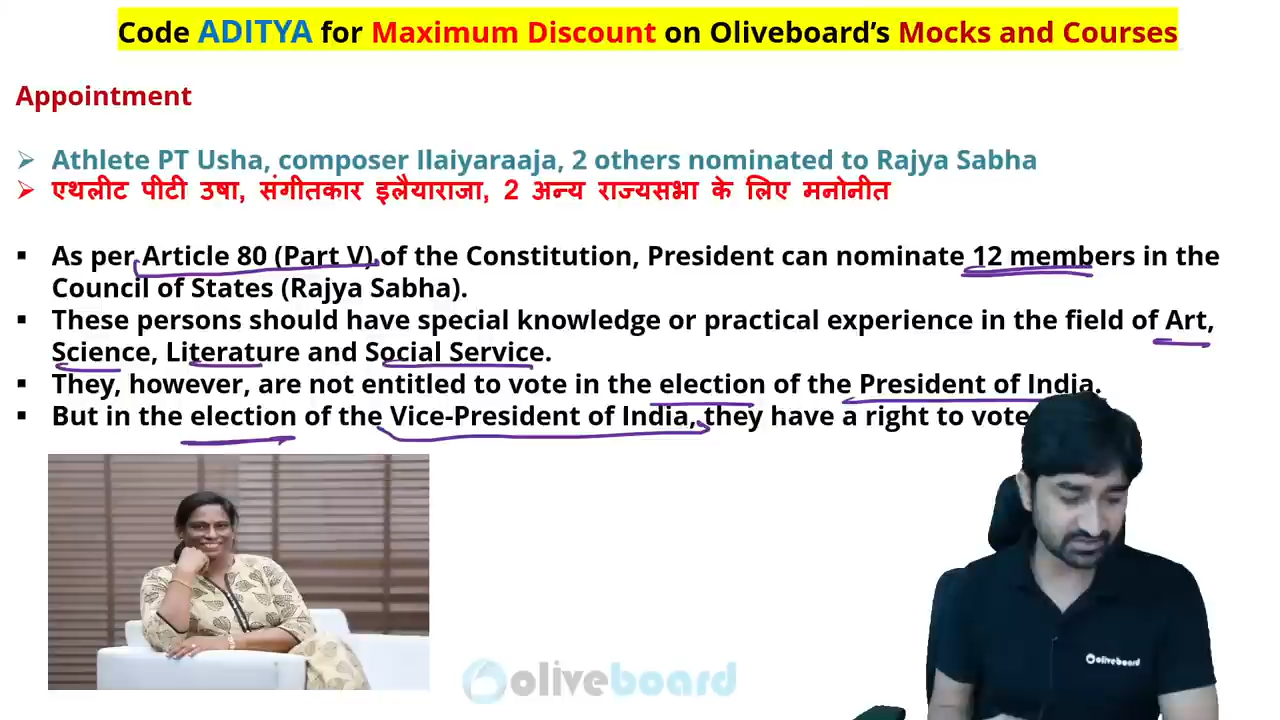 Code ADITYA for Maximum Discount on Oliveboard's Mocks and Courses
Appointment
Athlete PT Usha, composer Ilaiyaraaja, 2 others nominated to Rajya Sabha
एथलीट पीटी उषा, संगीतकार इलैयाराजा, 2 अन्य राज्यसभा के लिए मनोनीत
As per Article 80 (Part V) of the Constitution, President can nominate 12 members in the
Council of States (Rajya Sabha).
These persons should have special knowledge or practical experience in the field of Art,
Science, Literature and Social Service.
They, however, are not entitled to vote in the election of the President of India.
But in the election of the Vice-President of India, they have a right to vote
oliveboard
oliveboard